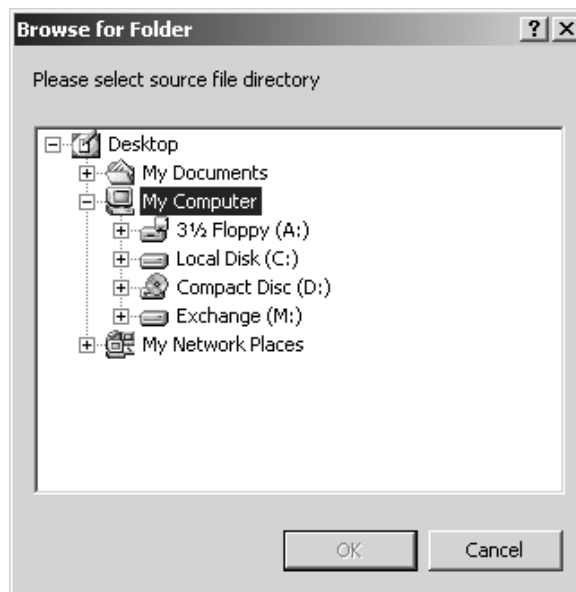 Browse for Folder
Please select source file directory
Desktop
My Documents
My Computer
3½ Floppy (A:)
Local Disk (C:)
Compact Disc (D:)
Exchange (M:)
My Network Places
OK Cancel